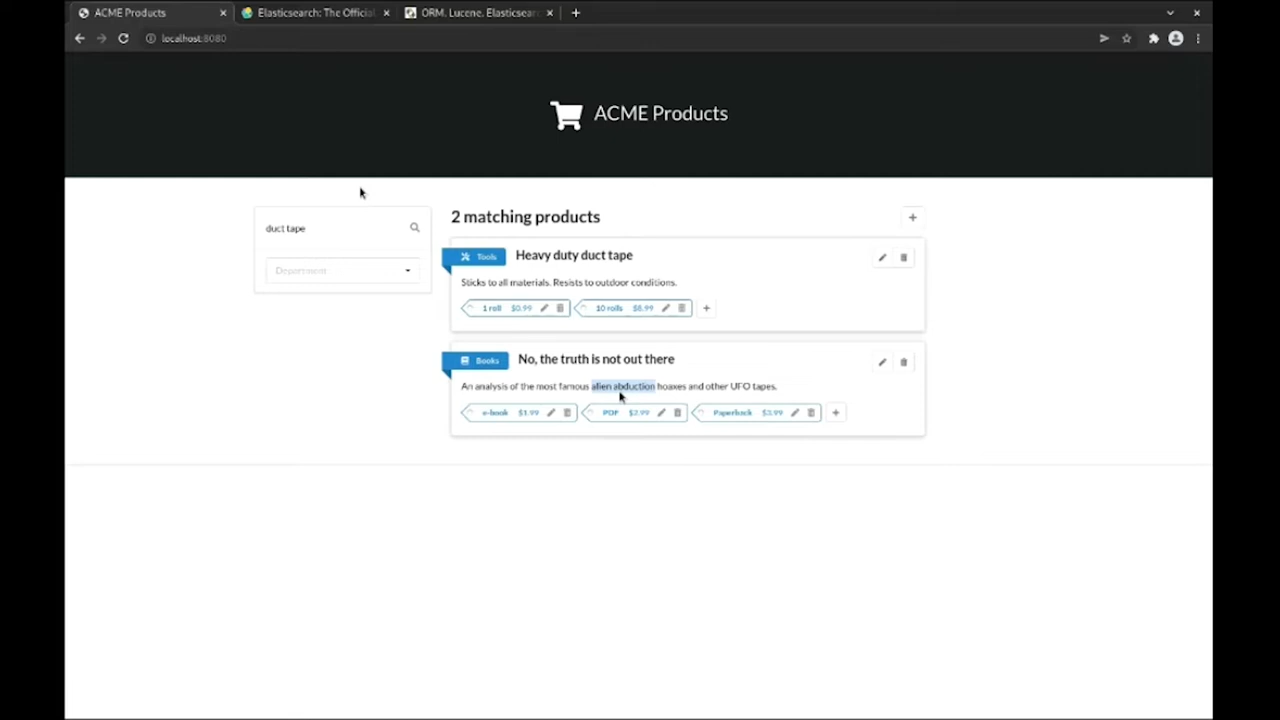 ACME Products
Elasticsearch: The Official
ORM, Lucene, Elasticsear
localhost:8080
ACME Products
duct tape
Department
2 matching products
Tools
Heavy duty duct tape
Sticks to all materials. Resists to outdoor conditions.
1 roll $0.99
10 rolls $8.99
Books
No, the truth is not out there
An analysis of the most famous alien abduction hoaxes and other UFO tapes.
e-book $1.99
PDF $2.99
Paperback $3.99